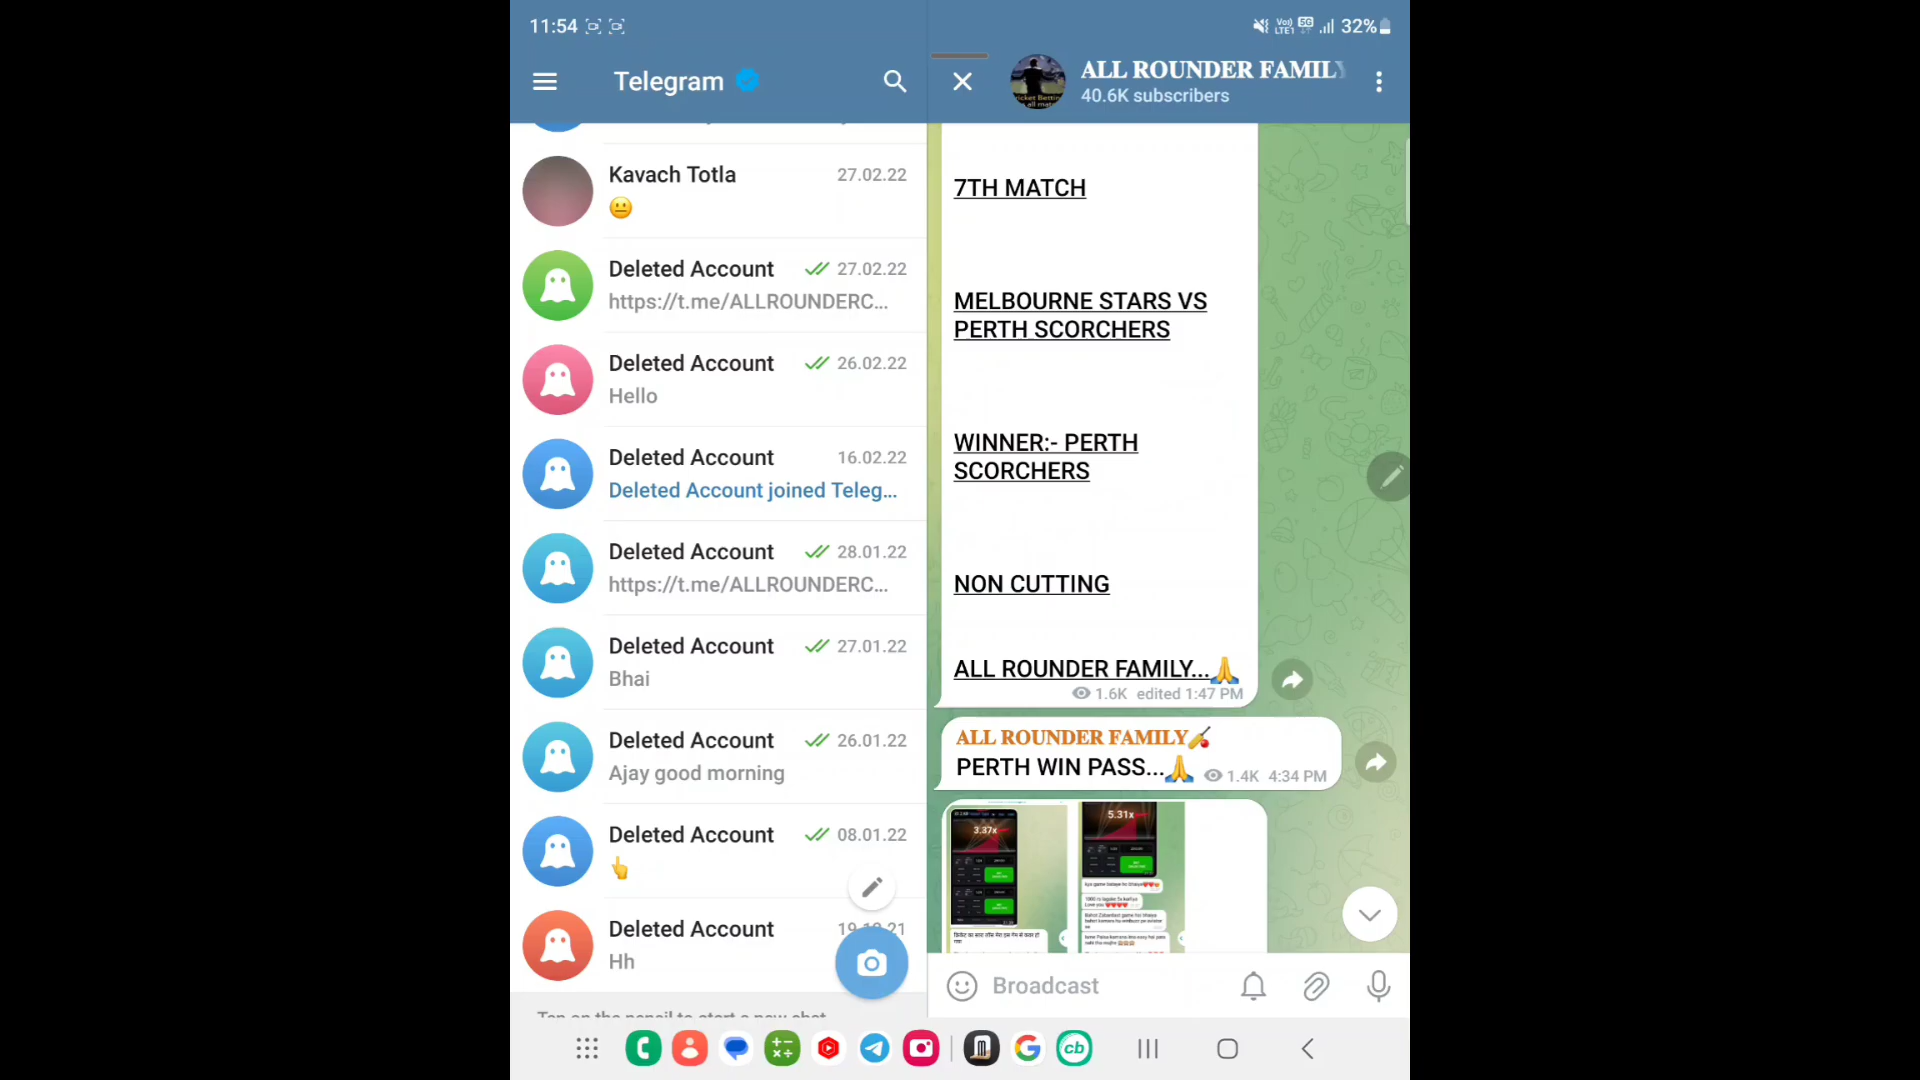 11:54
Vo)) LTE1 5G 32%
Telegram
ALL ROUNDER FAMILY
40.6K subscribers
Kavach Totla 27.02.22
😐
Deleted Account 27.02.22
https://t.me/ALLROUNDERC...
Deleted Account 26.02.22
Hello
Deleted Account 16.02.22
Deleted Account joined Teleg...
Deleted Account 28.01.22
https://t.me/ALLROUNDERC...
Deleted Account 27.01.22
Bhai
Deleted Account 26.01.22
Ajay good morning
Deleted Account 08.01.22
👆
Deleted Account
Hh
7TH MATCH
MELBOURNE STARS VS
PERTH SCORCHERS
WINNER:- PERTH
SCORCHERS
NON CUTTING
ALL ROUNDER FAMILY...🙏
1.6K edited 1:47 PM
ALL ROUNDER FAMILY🏏
PERTH WIN PASS...🙏 1.4K 4:34 PM
3.37x
5.31x
Broadcast
cb